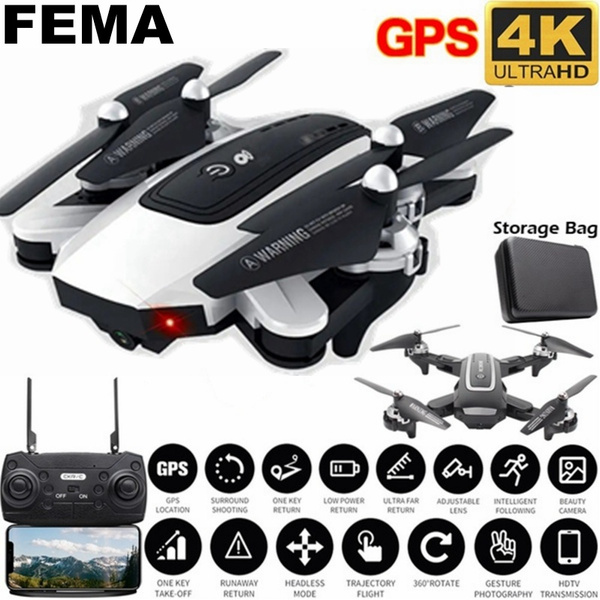 FEMA
GPS
4K
ULTRAHD
WARNING
WARNING
WARNING
Storage Bag
OFF
ON
GPS
GPS
LOCATION
SURROUND
SHOOTING
ONE KEY
RETURN
LOW POWER
RETURN
ULTRA FAR
RETURN
ADJUSTABLE
LENS
INTELLIGENT
FOLLOWING
BEAUTY
CAMERA
ONE KEY
TAKE-OFF
RUNAWAY
RETURN
HEADLESS
MODE
TRAJECTORY
FLIGHT
360°ROTATE
GESTURE
PHOTOGRAPHY
HDTV
TRANSMISSION